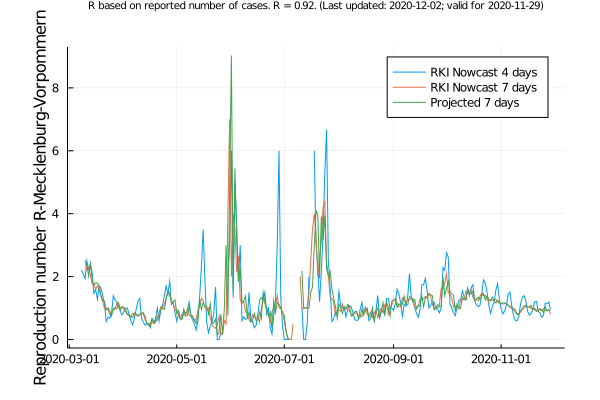 R based on reported number of cases. R = 0.92. (Last updated: 2020-12-02; valid for 2020-11-29)
Reproduction number R-Mecklenburg-Vorpommern
8
6
4
2
0
RKI Nowcast 4 days
RKI Nowcast 7 days
Projected 7 days
2020-03-01
2020-05-01
2020-07-01
2020-09-01
2020-11-01